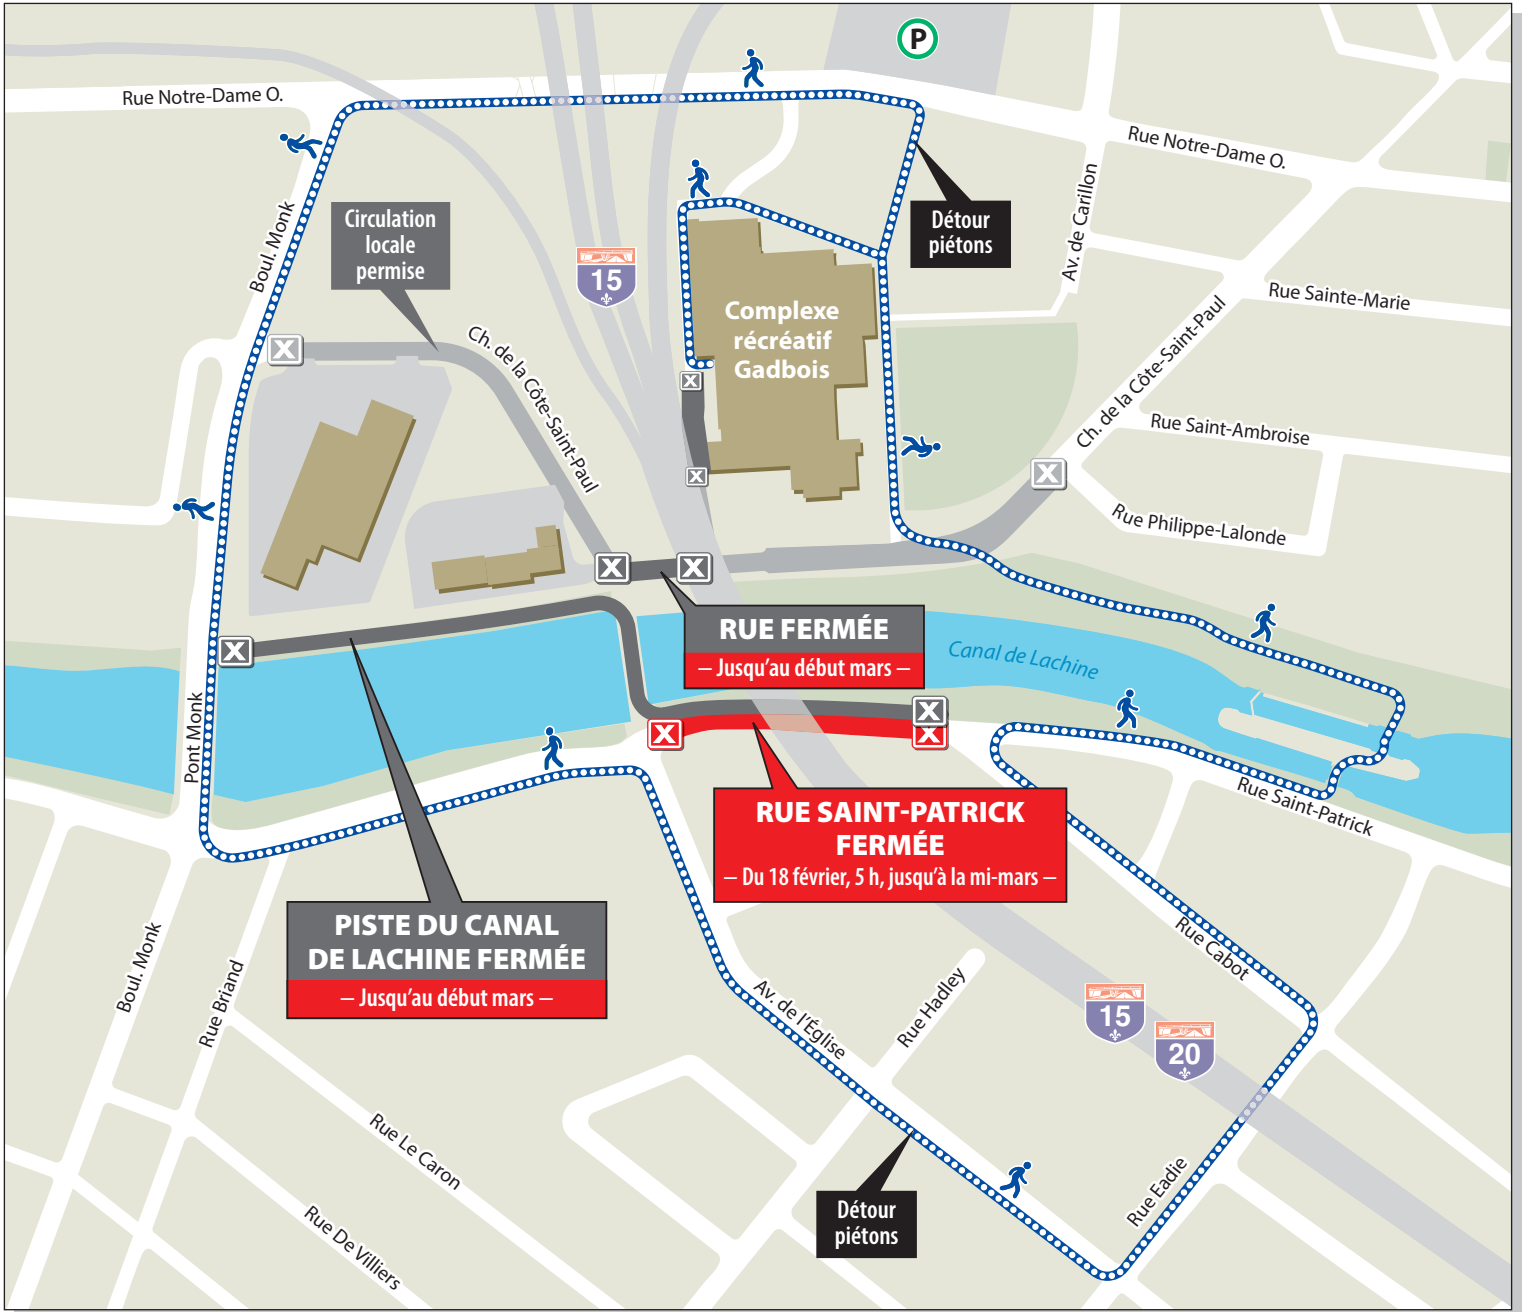 P
Rue Notre-Dame O.
Rue Notre-Dame O.
Boul. Monk
Circulation
locale
permise
Détour
piétons
Av. de Carillon
15
Rue Sainte-Marie
Complexe
récréatif
Gadbois
Ch. de la Côte-Saint-Paul
Ch. de la Côte-Saint-Paul
Rue Saint-Ambroise
X
X
X
X
Rue Philippe-Lalonde
X
X
RUE FERMÉE
– Jusqu'au début mars –
X
Canal de Lachine
Pont Monk
X
X
X
RUE SAINT-PATRICK
FERMÉE
– Du 18 février, 5 h, jusqu'à la mi-mars –
Rue Saint-Patrick
PISTE DU CANAL
DE LACHINE FERMÉE
– Jusqu'au début mars –
Rue Cabot
Boul. Monk
Rue Briand
Av. de l'Église
Rue Hadley
15
20
Rue Le Caron
Rue Eadie
Détour
piétons
Rue De Villiers